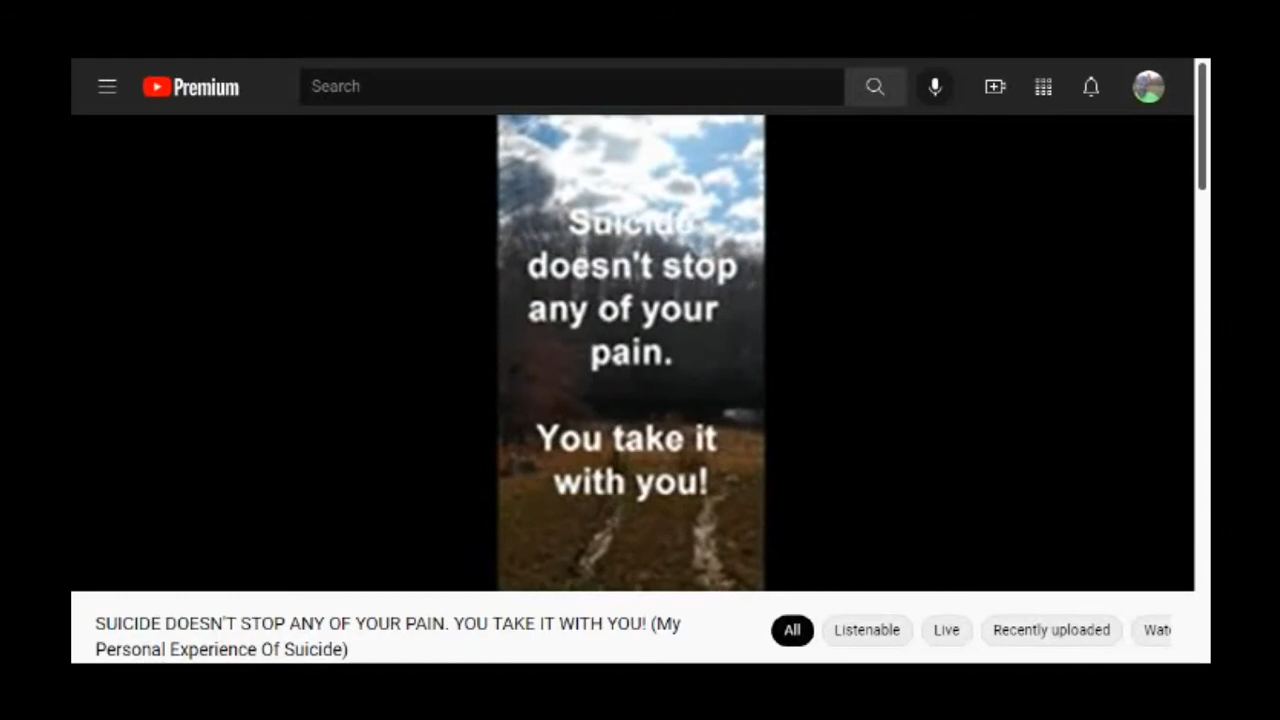 Premium
Search
Suicide
doesn't stop
any of your
pain.
You take it
with you!
SUICIDE DOESN'T STOP ANY OF YOUR PAIN. YOU TAKE IT WITH YOU! (My
Personal Experience Of Suicide)
All
Listenable
Live
Recently uploaded